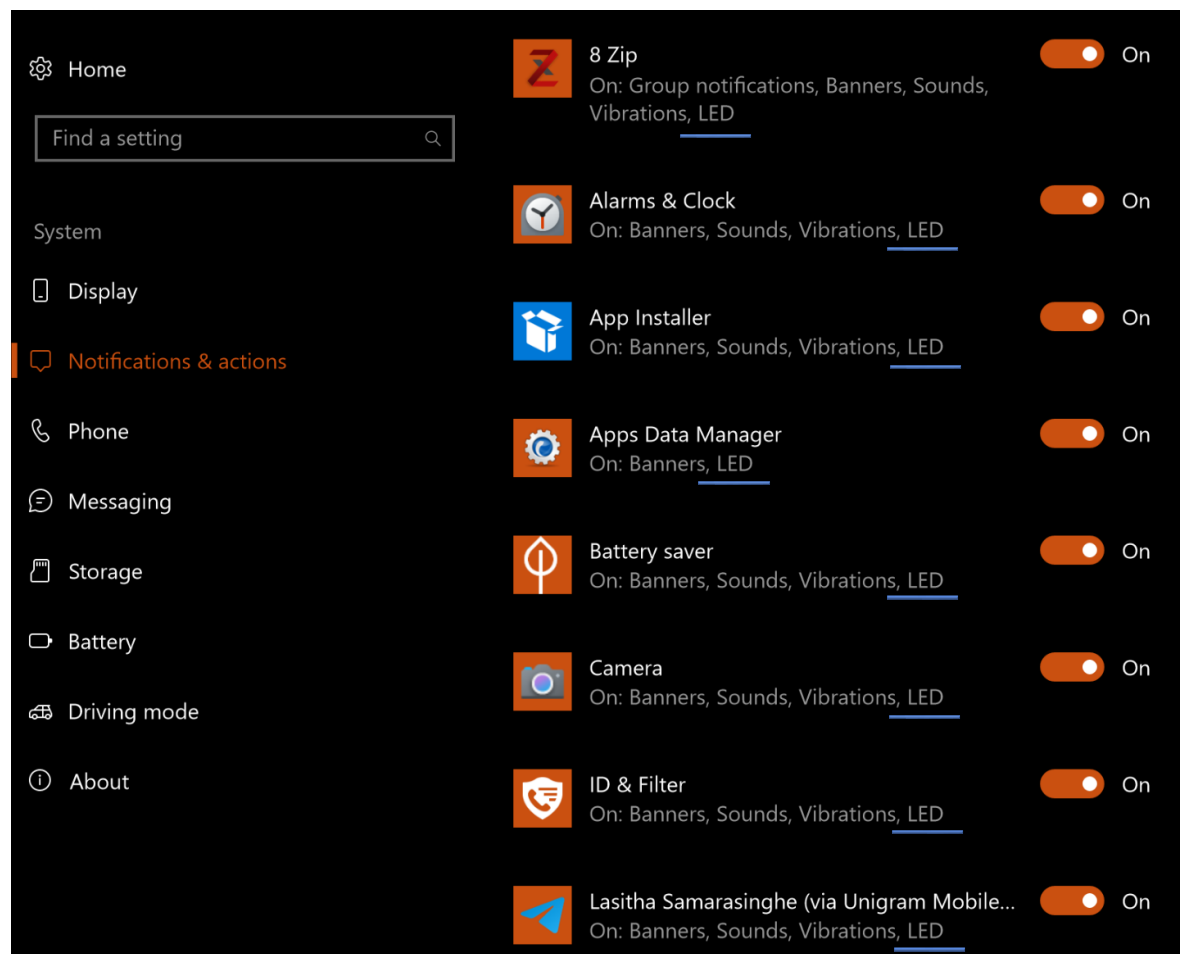 Home
Find a setting
System
Display
Notifications & actions
Phone
Messaging
Storage
Battery
Driving mode
About
8 Zip
On
On: Group notifications, Banners, Sounds,
Vibrations, LED
Alarms & Clock
On
On: Banners, Sounds, Vibrations, LED
App Installer
On
On: Banners, Sounds, Vibrations, LED
Apps Data Manager
On
On: Banners, LED
Battery saver
On
On: Banners, Sounds, Vibrations, LED
Camera
On
On: Banners, Sounds, Vibrations, LED
ID & Filter
On
On: Banners, Sounds, Vibrations, LED
Lasitha Samarasinghe (via Unigram Mobile...
On
On: Banners, Sounds, Vibrations, LED